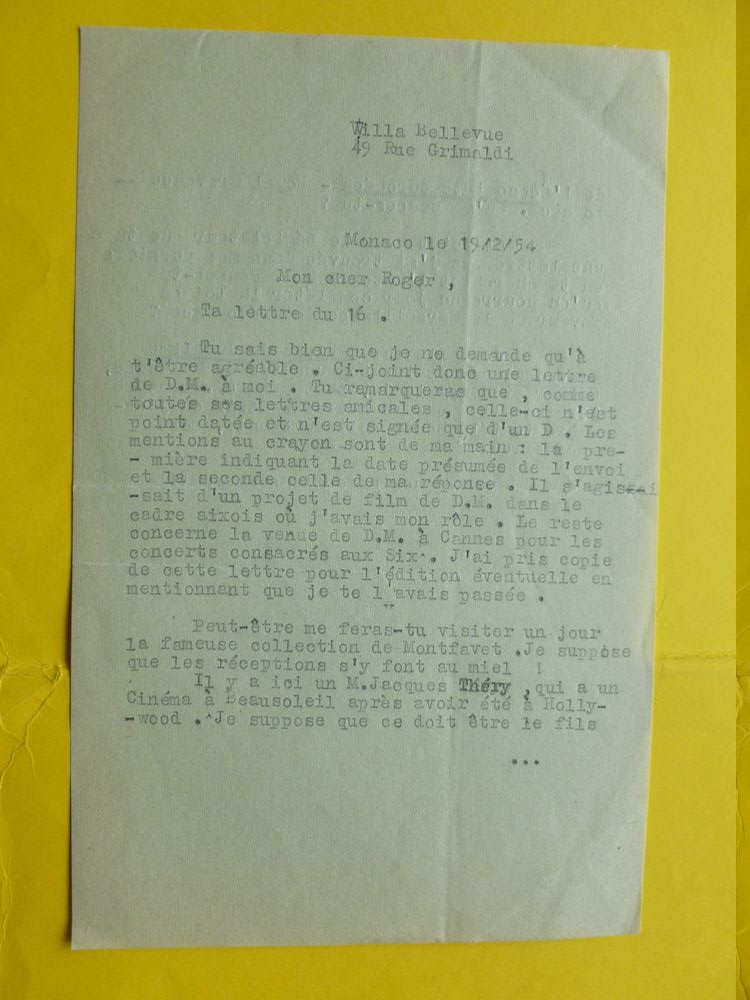 Villa Bellevue
49 Rue Grimaldi
Monaco le 19/2/54
Mon cher Roger ,
Ta lettre du 16 .
Tu sais bien que je ne demande qu'à
t'être agréable . Ci-joint donc une lettre
de D.M. à moi . Tu remarqueras que , comme
toutes ses lettres amicales , celle-ci n'est
point datée et n'est signée que d'un D . Les
mentions au crayon sont de ma main : la pre-
- mière indiquant la date présumée de l'envoi
et la seconde celle de ma réponse . Il s'agissai
-sait d'un projet de film de D.M. dans le
cadre aixois où j'avais mon rôle . Le reste
concerne la venue de D.M. à Cannes pour les
concerts consacrés aux Six . J'ai pris copie
de cette lettre pour l'édition éventuelle en
mentionnant que je te l'avais passée .
Peut-être me feras-tu visiter un jour
la fameuse collection de Montfavet .Je suppose
que les réceptions s'y font au miel !
Il y a ici un M.Jacques Théry , qui a un
Cinéma à Beausoleil après avoir été à Holly-
-wood . Je suppose que ce doit être le fils
...